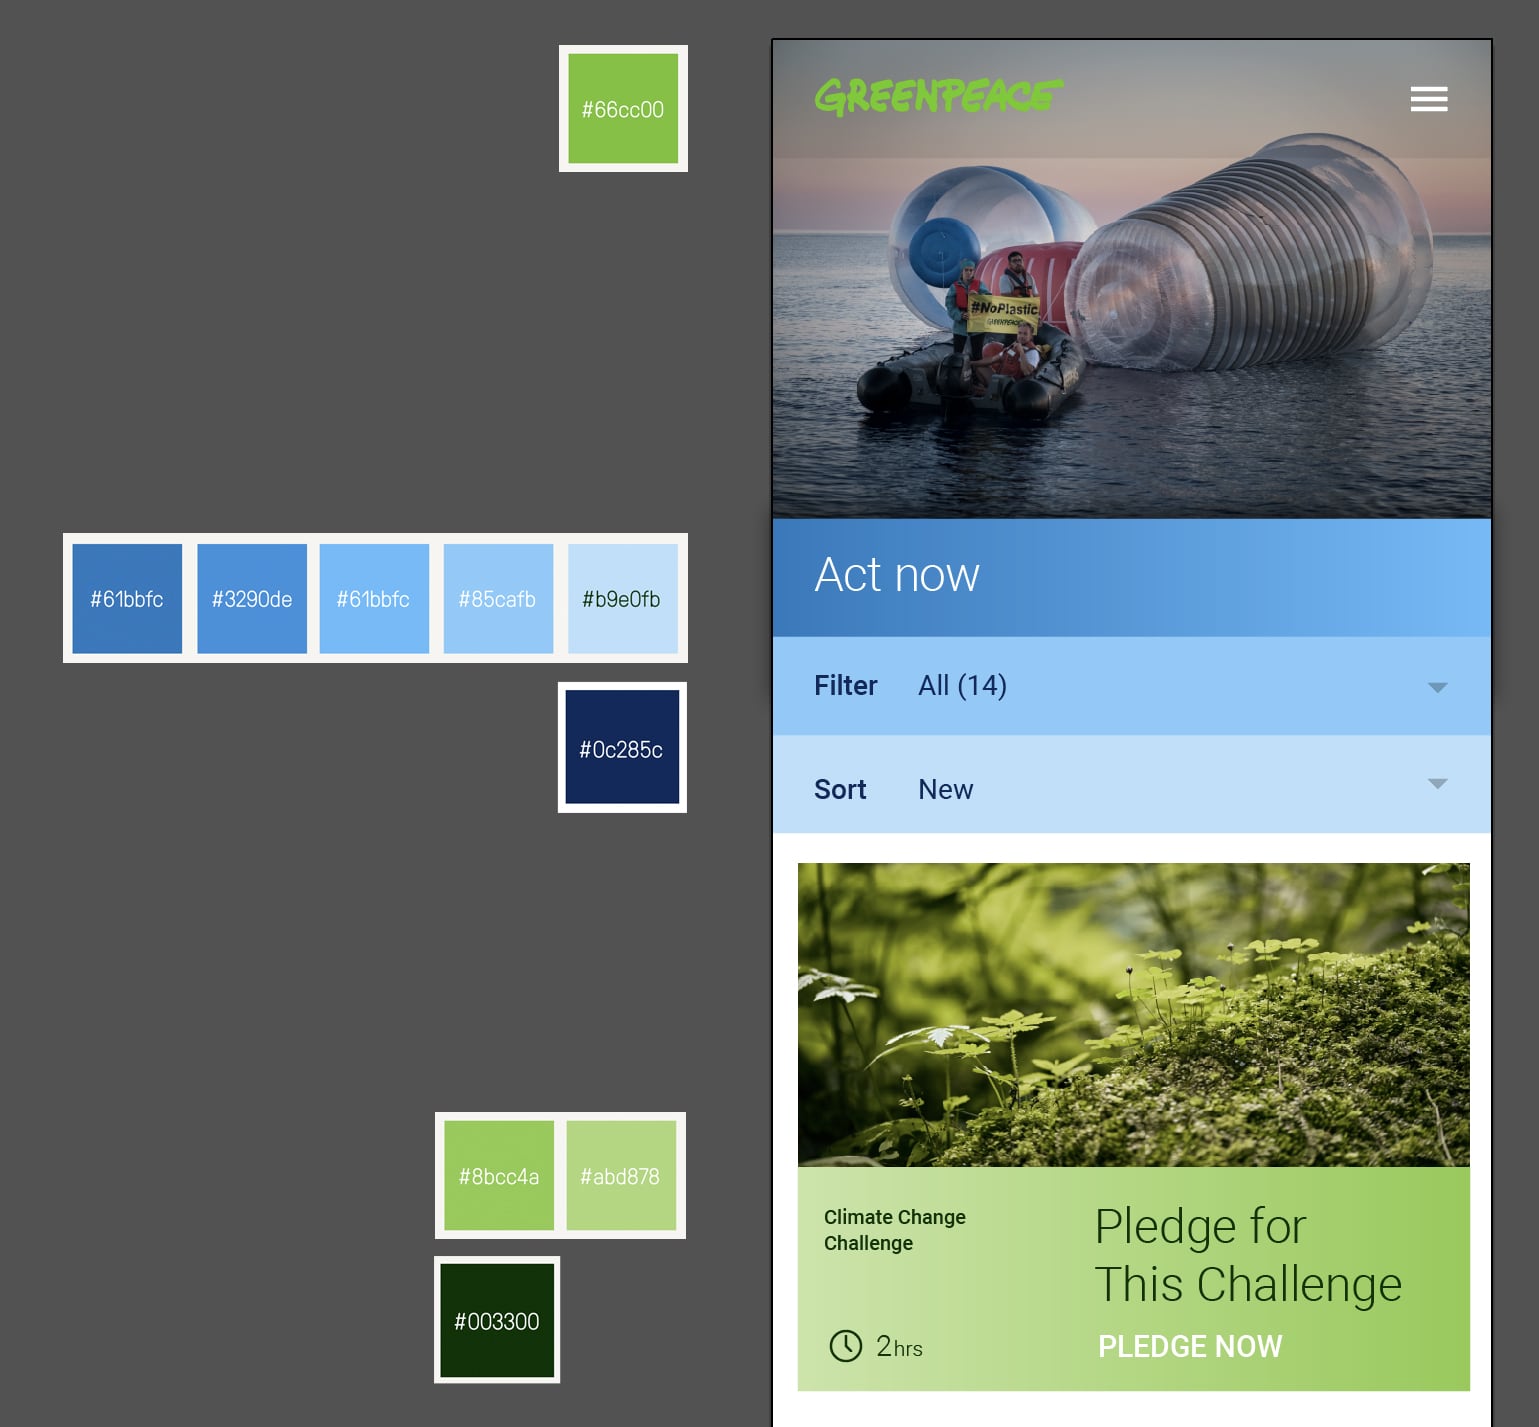 #66cc00
GREENPEACE
#NoPlastic
GREENPEACE
#61bbfc #3290de #61bbfc #85cafb #b9e0fb
Act now
Filter All (14)
#0c285c
Sort New
#8bcc4a #abd878
Climate Change
Challenge
Pledge for
This Challenge
#003300
2hrs
PLEDGE NOW